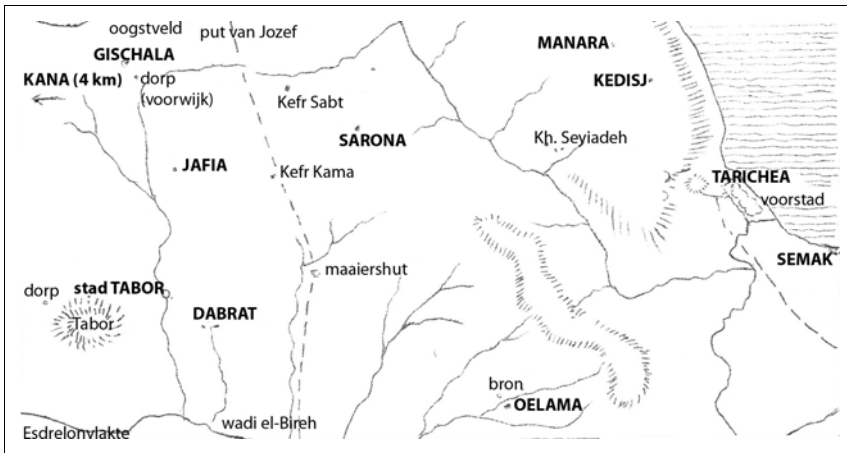 oogstveld
put van Jozef
GISCHALA
MANARA
KANA (4 km)
dorp
(voorwijk)
Kefr Sabt
KEDISJ
SARONA
Kh. Seyiadeh
JAFIA
Kefr Kama
TARICHEA
voorstad
SEMAK
maaiershut
dorp
stad TABOR
Tabor
DABRAT
bron
OELAMA
wadi el-Bireh
Esdrelonvlakte